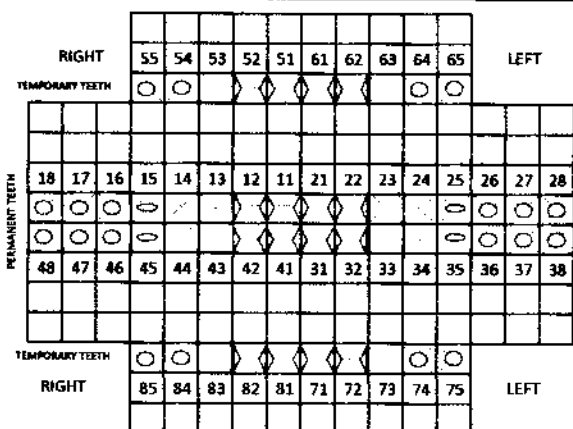 RIGHT 55 54 53 52 51 61 62 63 64 65 LEFT
TEMPORARY TEETH
PERMANENT TEETH
18 17 16 15 14 13 12 11 21 22 23 24 25 26 27 28
48 47 46 45 44 43 42 41 31 32 33 34 35 36 37 38
TEMPORARY TEETH
RIGHT 85 84 83 82 81 71 72 73 74 75 LEFT